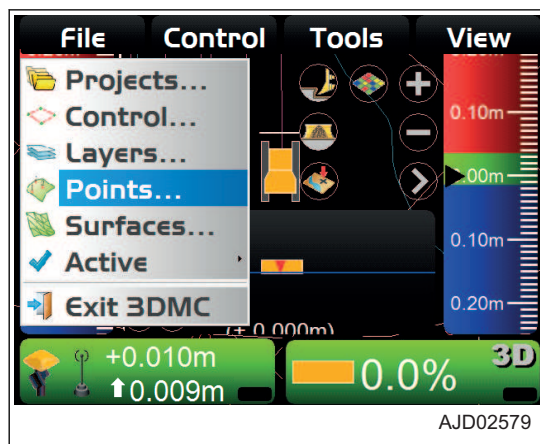 File Control Tools View
Projects...
Control...
Layers...
Points...
Surfaces...
Active
Exit 3DMC
0.10m
.00m
0.10m
0.20m
(± 0.000m)
+0.010m
0.009m
0.0%
3D
AJD02579